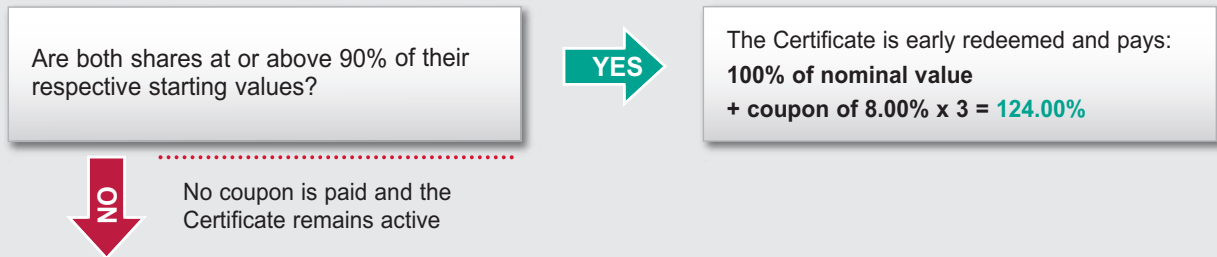 Are both shares at or above 90% of their
respective starting values?
YES
The Certificate is early redeemed and pays:
100% of nominal value
+ coupon of 8.00% x 3 = 124.00%
NO
No coupon is paid and the
Certificate remains active